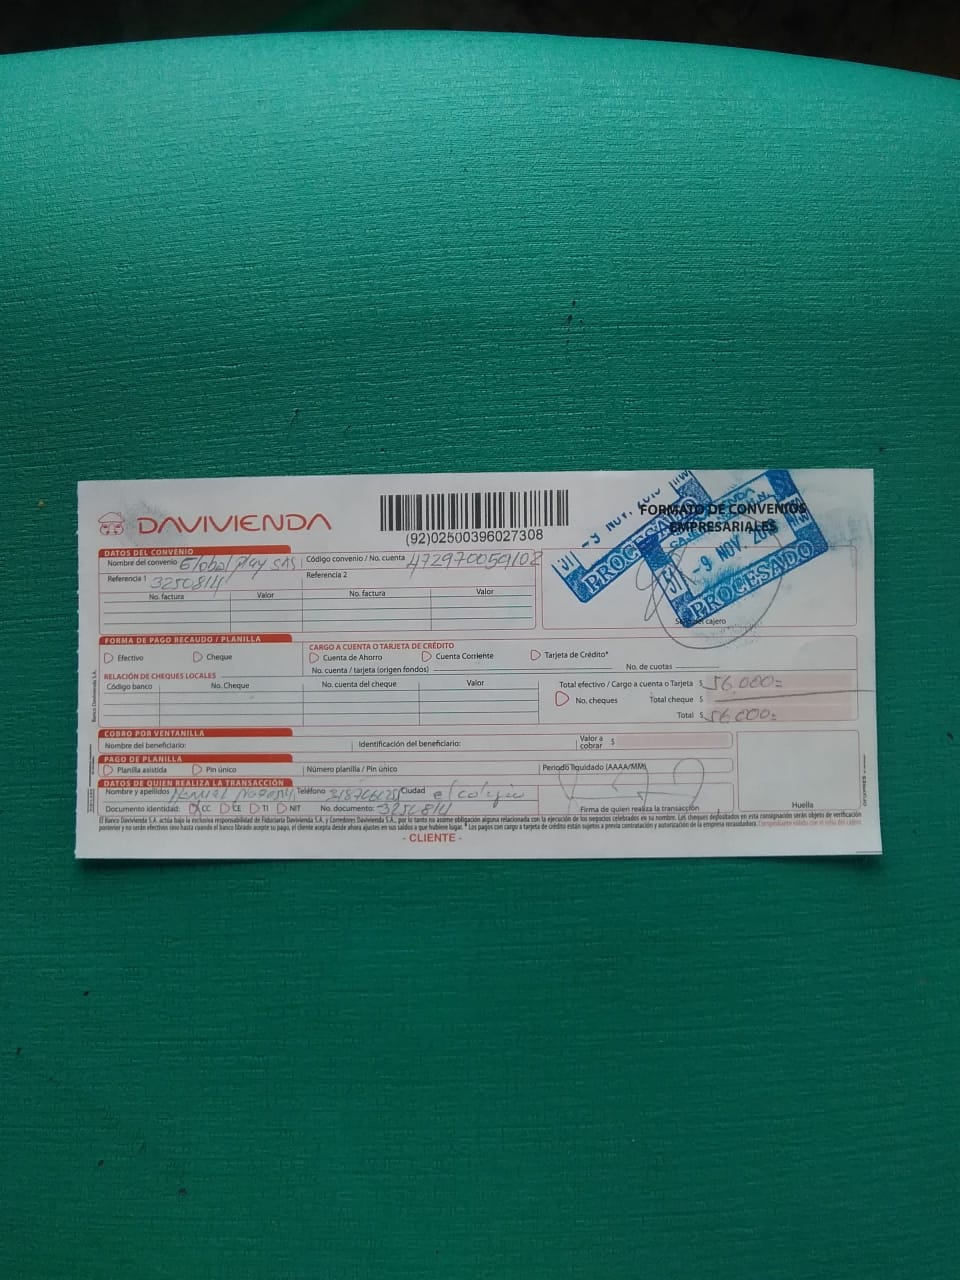 DAVIVIENDA
(92)02500396027308
FORMATO DE CONVENIOS
EMPRESARIALES
PROCESADO
-9 NOV.
PROCESADO
Sello del cajero
DATOS DEL CONVENIO
Nombre del convenio Global Play SAS
Código convenio / No. cuenta 472970050102
Referencia 1 3250814
Referencia 2
No. factura Valor No. factura Valor
FORMA DE PAGO RECAUDO / PLANILLA
Efectivo Cheque
CARGO A CUENTA O TARJETA DE CRÉDITO
Cuenta de Ahorro Cuenta Corriente Tarjeta de Crédito*
No. cuenta / tarjeta (origen fondos) No. de cuotas
RELACIÓN DE CHEQUES LOCALES
Código banco No. Cheque No. cuenta del cheque Valor
Total efectivo / Cargo a cuenta o Tarjeta $ 56.000=
No. cheques Total cheque $
Total $ 56.000=
COBRO POR VENTANILLA
Nombre del beneficiario: Identificación del beneficiario: Valor a cobrar $
PAGO DE PLANILLA
Planilla asistida Pin único Número planilla / Pin único Periodo liquidado (AAAA/MM)
DATOS DE QUIEN REALIZA LA TRANSACCIÓN
Nombre y apellidos Teléfono Ciudad el colegio
Documento identidad: CC CE TI NIT No. documento: 3250814
Firma de quien realiza la transacción
Huella
El Banco Davivienda S.A. actúa bajo la exclusiva responsabilidad de Fiduciaria Davivienda S.A. y Corredores Davivienda S.A., por lo tanto no asume obligación alguna relacionada con la ejecución de los negocios celebrados en su nombre. Los cheques depositados en esta consignación serán objeto de verificación
posterior y no serán efectivos sino hasta cuando el banco librado acepte su pago, el cliente acepta desde ahora ajustes en sus saldos a que hubiere lugar. * Los pagos con cargo a tarjeta de crédito están sujetos a previa contratación y autorización de la empresa recaudadora. Comprobante válido con el sello del cajero.
- CLIENTE -
Banco Davivienda S.A.